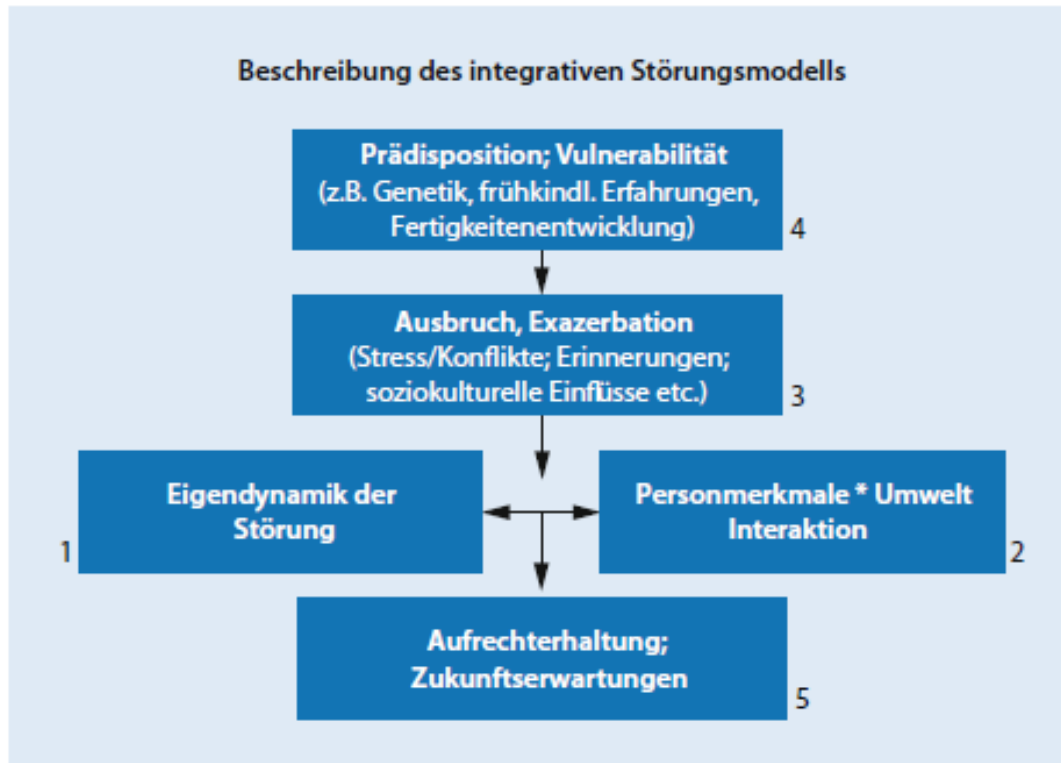 Beschreibung des integrativen Störungsmodells
Prädisposition; Vulnerabilität
(z.B. Genetik, frühkindl. Erfahrungen,
Fertigkeitenentwicklung)
4
Ausbruch, Exazerbation
(Stress/Konflikte; Erinnerungen;
soziokulturelle Einflüsse etc.)
3
Eigendynamik der
Störung
1
Personmerkmale * Umwelt
Interaktion
2
Aufrechterhaltung;
Zukunftserwartungen
5